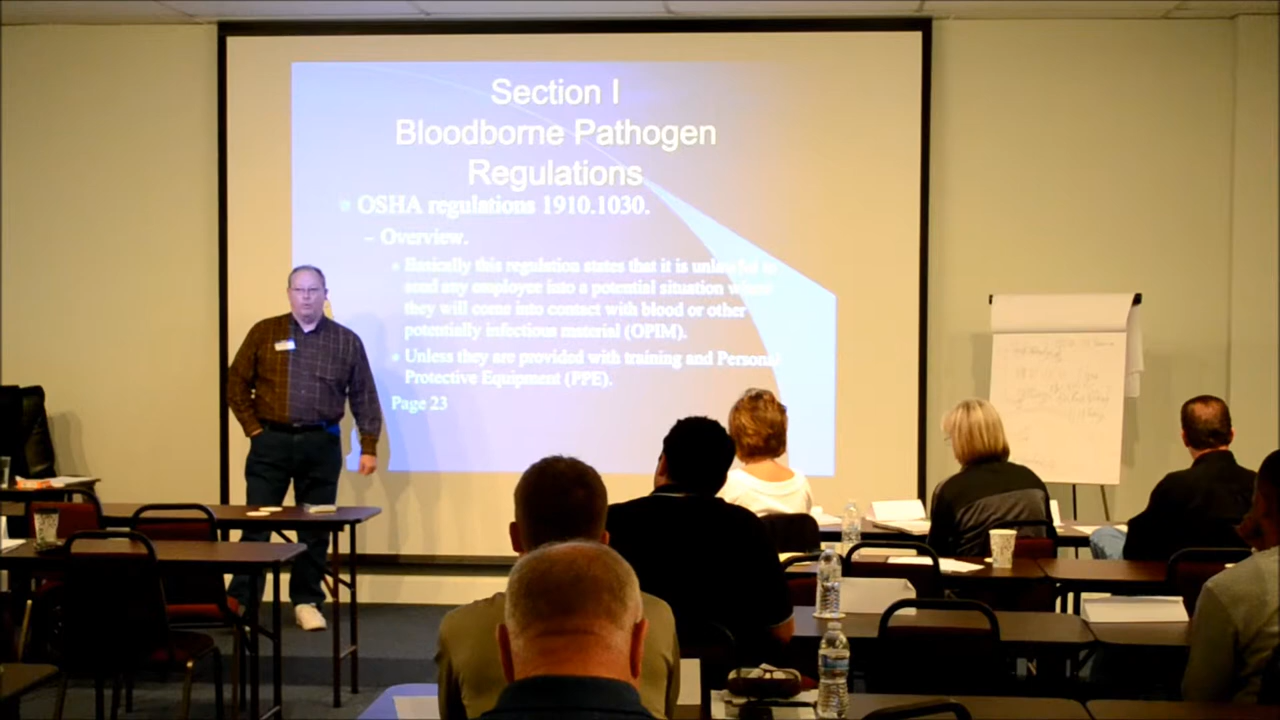 Section I
Bloodborne Pathogen
Regulations
OSHA regulations 1910.1030.
– Overview.
Basically this regulation states that it is unlawful to
send any employee into a potential situation where
they will come into contact with blood or other
potentially infectious material (OPIM).
Unless they are provided with training and Personal
Protective Equipment (PPE).
Page 23